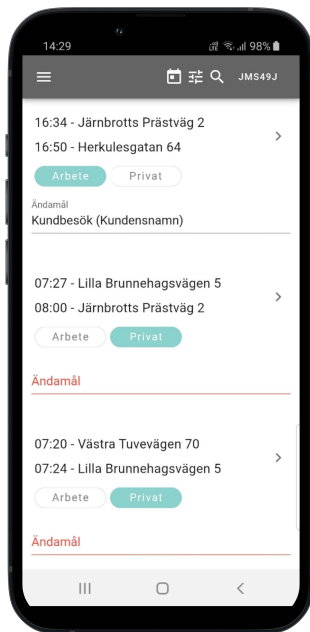 14:29
98%
JMS49J
16:34 - Järnbrotts Prästväg 2
16:50 - Herkulesgatan 64
Arbete Privat
Ändamål
Kundbesök (Kundensnamn)
07:27 - Lilla Brunnehagsvägen 5
08:00 - Järnbrotts Prästväg 2
Arbete Privat
Ändamål
07:20 - Västra Tuvevägen 70
07:24 - Lilla Brunnehagsvägen 5
Arbete Privat
Ändamål